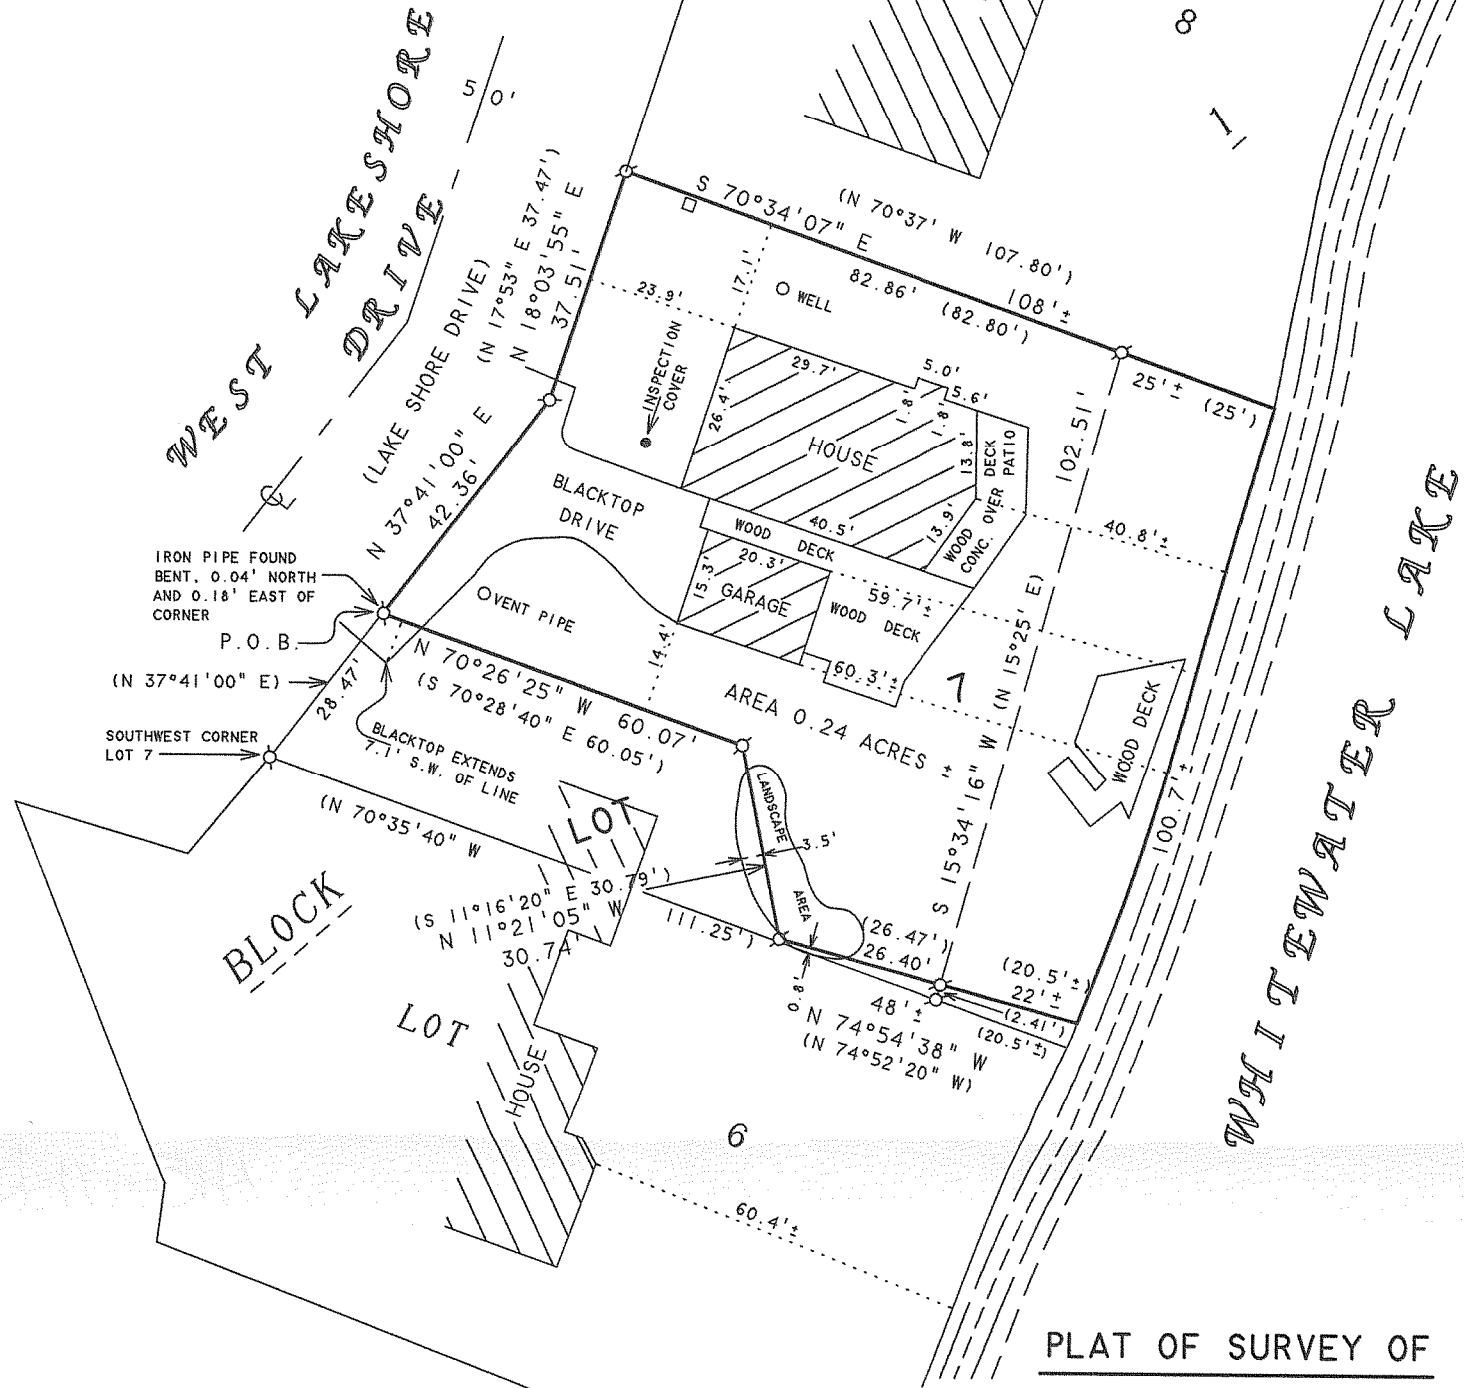 8
1
WEST LAKESHORE
DRIVE
50'
(LAKE SHORE DRIVE)
(N 17°53" E 37.47')
N 18°03'55" E
37.51'
S 70°34'07" E
(N 70°37' W 107.80')
82.86' (82.80')
108'±
25'± (25')
23.9'
17.1'
WELL
INSPECTION
COVER
29.7'
26.4'
5.0'
5.6'
1.8'
1.8'
HOUSE
13.8'
DECK
PATIO
WOOD OVER
CONC.
13.9'
40.5'
102.51'
40.8'±
N 37°41'00" E
42.36'
BLACKTOP
DRIVE
WOOD DECK
20.3'
15.3'
GARAGE
WOOD DECK
59.7'±
60.3'±
IRON PIPE FOUND
BENT, 0.04' NORTH
AND 0.18' EAST OF
CORNER
P.O.B.
VENT PIPE
14.4'
N 70°26'25" W 60.07'
(S 70°28'40" E 60.05')
(N 37°41'00" E)
28.47'
SOUTHWEST CORNER
LOT 7
BLACKTOP EXTENDS
7.1' S.W. OF LINE
AREA 0.24 ACRES ±
7
S 15°34'16" W (N 15°25' E)
WOOD DECK
100.7'±
WHITEWATER LAKE
(N 70°35'40" W
111.25')
LOT
LANDSCAPE
AREA
3.5'
(S 11°16'20" E 30.79')
N 11°21'05" W
30.74'
BLOCK
LOT
HOUSE
(26.47')
26.40'
(20.5'±)
22'±
(2.41')
(20.5'±)
0.8'
48'±
N 74°54'38" W
(N 74°52'20" W)
6
60.4'±
PLAT OF SURVEY OF